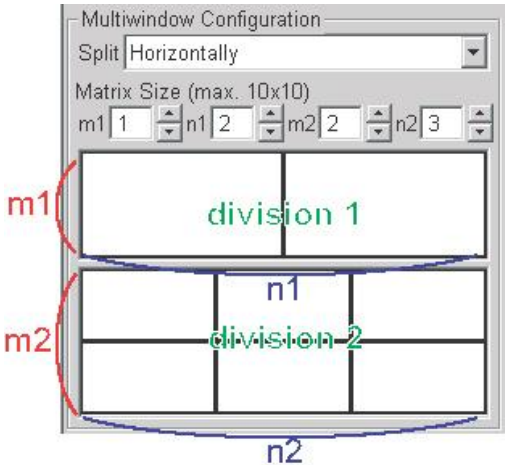 Multiwindow Configuration
Split Horizontally
Matrix Size (max. 10x10)
m1 1 n1 2 m2 2 n2 3
m1 division 1
n1
m2 division 2
n2